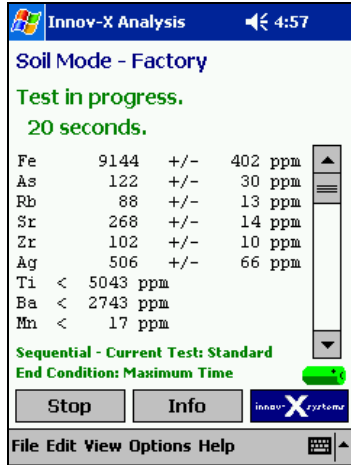 Innov-X Analysis 4:57
Soil Mode - Factory
Test in progress.
20 seconds.
Fe 9144 +/- 402 ppm
As 122 +/- 30 ppm
Rb 88 +/- 13 ppm
Sr 268 +/- 14 ppm
Zr 102 +/- 10 ppm
Ag 506 +/- 66 ppm
Ti < 5043 ppm
Ba < 2743 ppm
Mn < 17 ppm
Sequential - Current Test: Standard
End Condition: Maximum Time
Stop Info innov-X systems
File Edit View Options Help